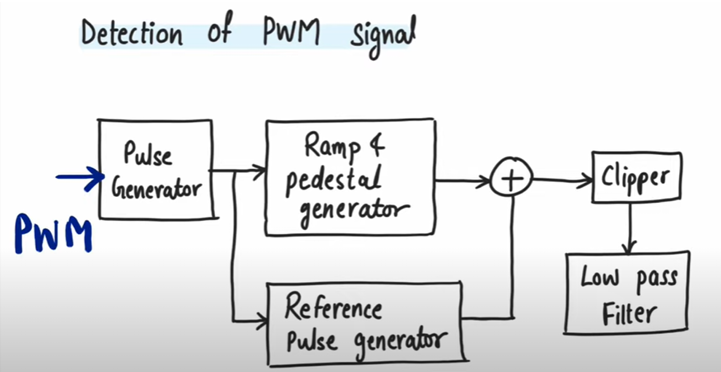 Detection of PWM signal
PWM
Pulse
Generator
Ramp &
pedestal
generator
Reference
Pulse generator
+
Clipper
Low pass
Filter